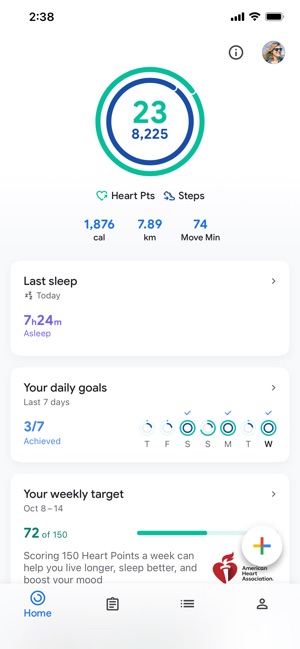 2:38
23
8,225
Heart Pts Steps
1,876 7.89 74
cal km Move Min
Last sleep
Today
7h24m
Asleep
Your daily goals
Last 7 days
3/7
Achieved
T F S S M T W
Your weekly target
Oct 8 – 14
72 of 150
Scoring 150 Heart Points a week can
help you live longer, sleep better, and
boost your mood
American
Heart
Association.
Home